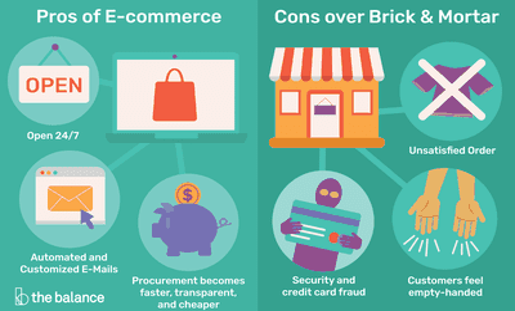 Pros of E-commerce
OPEN
Open 24/7
Automated and
Customized E-Mails
$
Procurement becomes
faster, transparent,
and cheaper
the balance
Cons over Brick & Mortar
Unsatisfied Order
Security and
credit card fraud
Customers feel
empty-handed